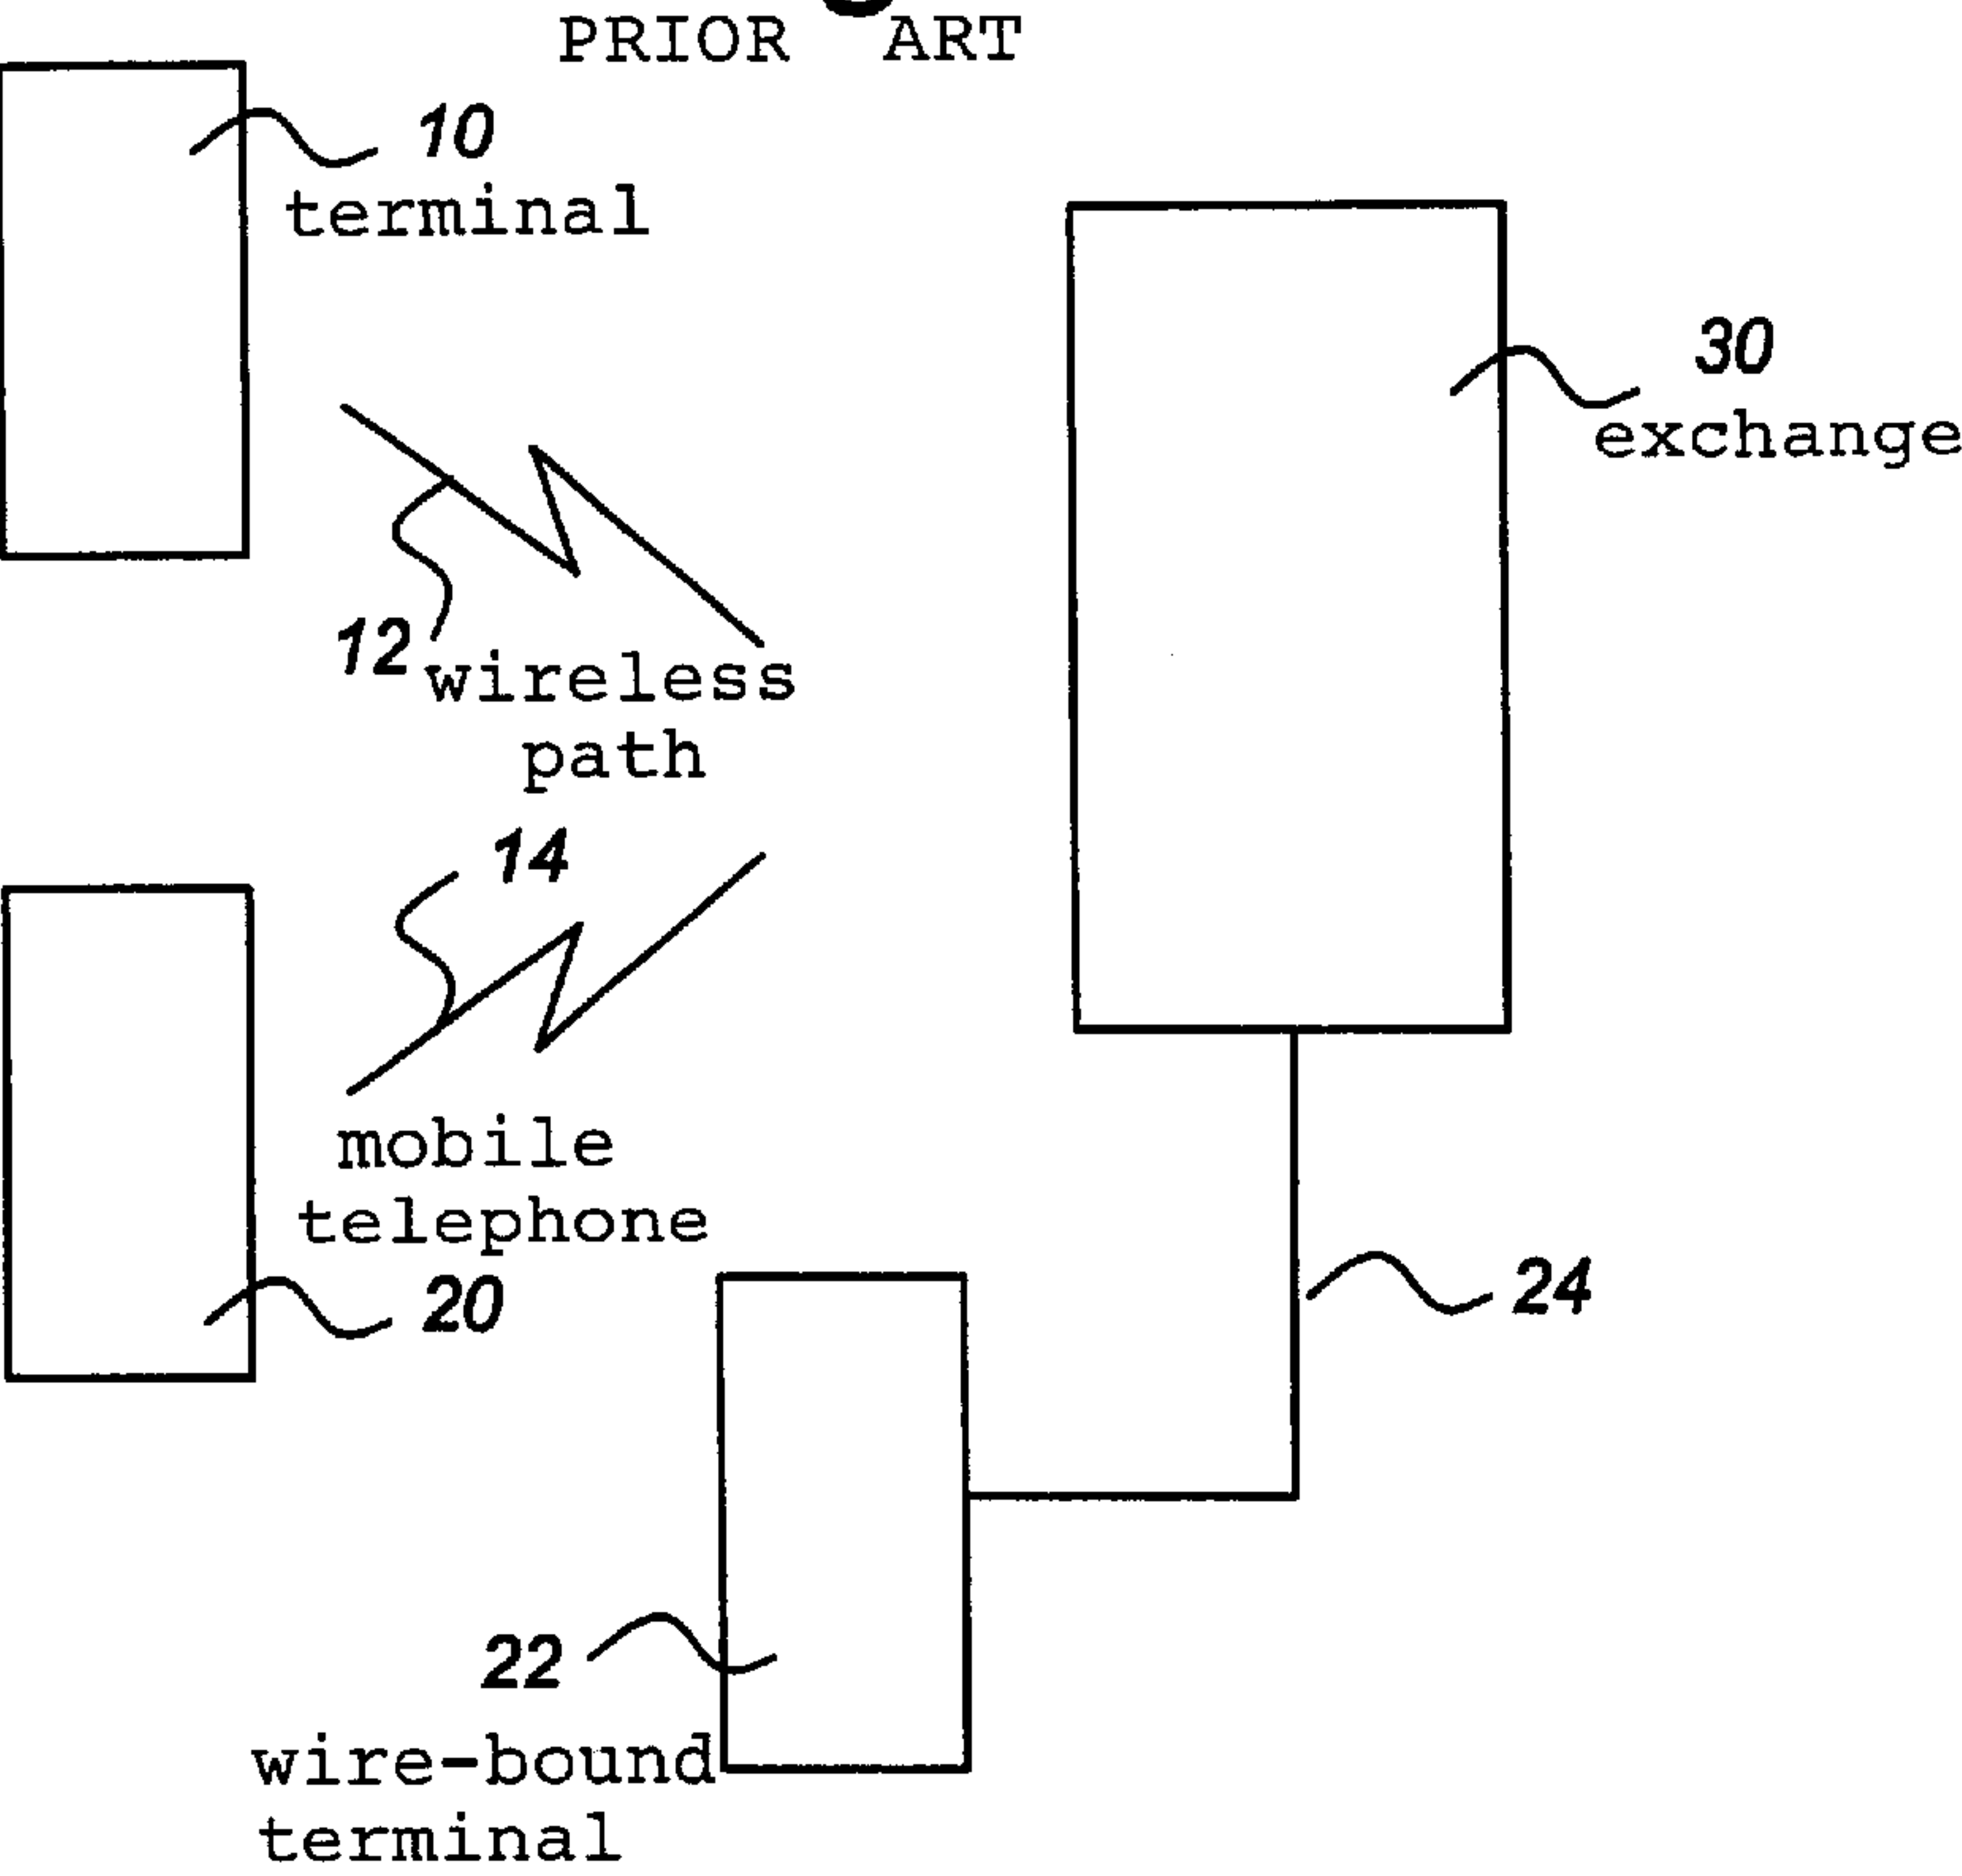 PRIOR ART
10
terminal
30
exchange
12 wireless
path
14
mobile
telephone
20
24
22
wire-bound
terminal